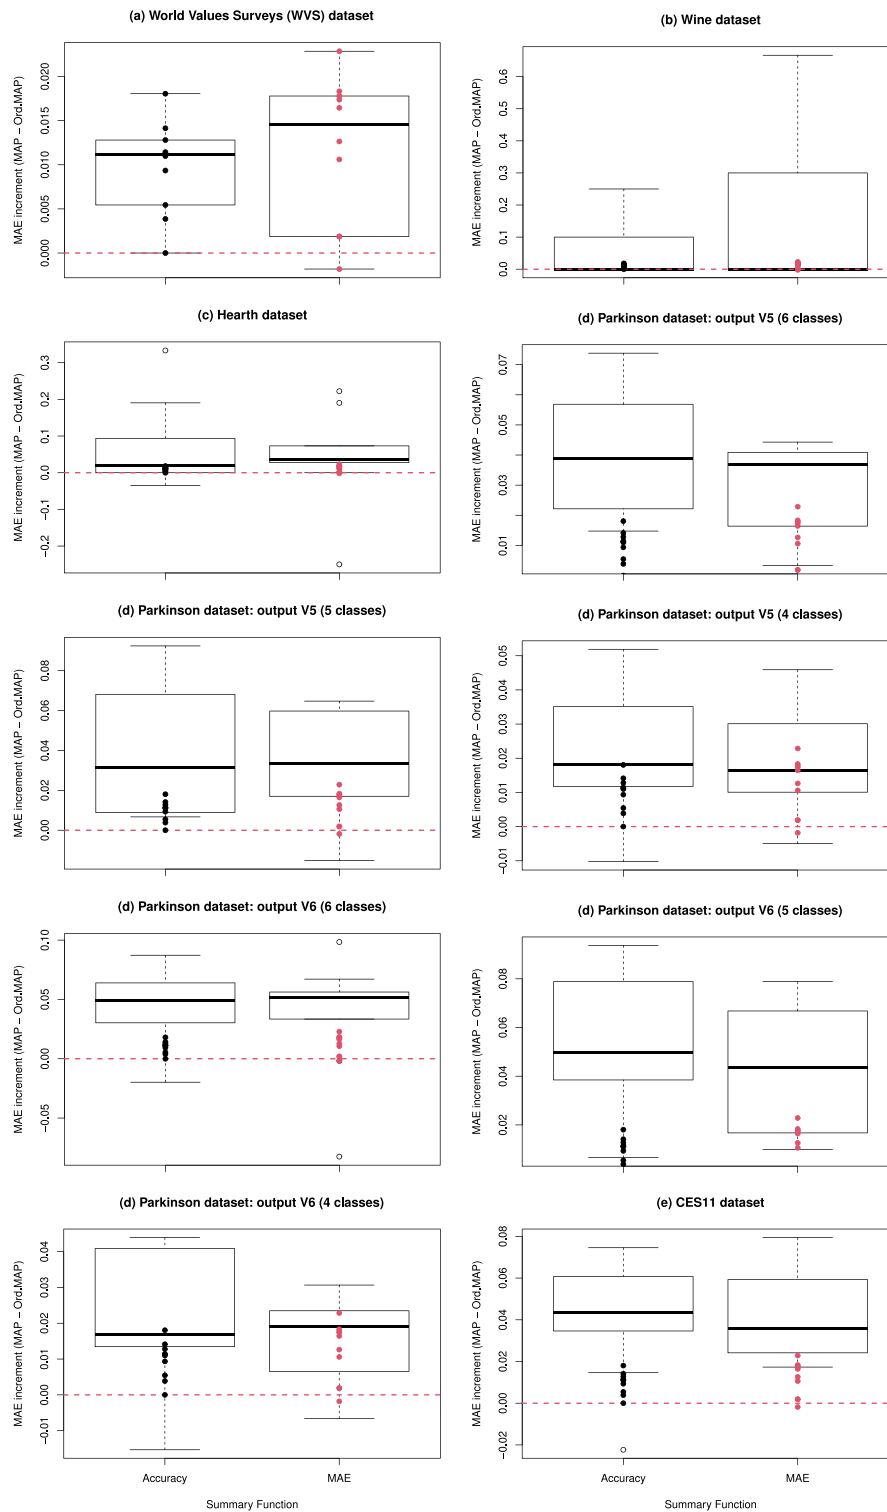 (a) World Values Surveys (WVS) dataset
MAE increment (MAP − Ord.MAP)
0.020
0.015
0.010
0.005
0.000
(b) Wine dataset
MAE increment (MAP − Ord.MAP)
0.6
0.5
0.4
0.3
0.2
0.1
0.0
(c) Hearth dataset
MAE increment (MAP − Ord.MAP)
0.3
0.2
0.1
0.0
−0.1
−0.2
(d) Parkinson dataset: output V5 (6 classes)
MAE increment (MAP − Ord.MAP)
0.07
0.05
0.03
0.01
(d) Parkinson dataset: output V5 (5 classes)
MAE increment (MAP − Ord.MAP)
0.08
0.06
0.04
0.02
0.00
(d) Parkinson dataset: output V5 (4 classes)
MAE increment (MAP − Ord.MAP)
0.05
0.04
0.03
0.02
0.01
0.00
−0.01
(d) Parkinson dataset: output V6 (6 classes)
MAE increment (MAP − Ord.MAP)
0.10
0.05
0.00
−0.05
(d) Parkinson dataset: output V6 (5 classes)
MAE increment (MAP − Ord.MAP)
0.08
0.06
0.04
0.02
(d) Parkinson dataset: output V6 (4 classes)
MAE increment (MAP − Ord.MAP)
0.04
0.03
0.02
0.01
0.00
−0.01
Accuracy
MAE
Summary Function
(e) CES11 dataset
MAE increment (MAP − Ord.MAP)
0.08
0.06
0.04
0.02
0.00
−0.02
Accuracy
MAE
Summary Function